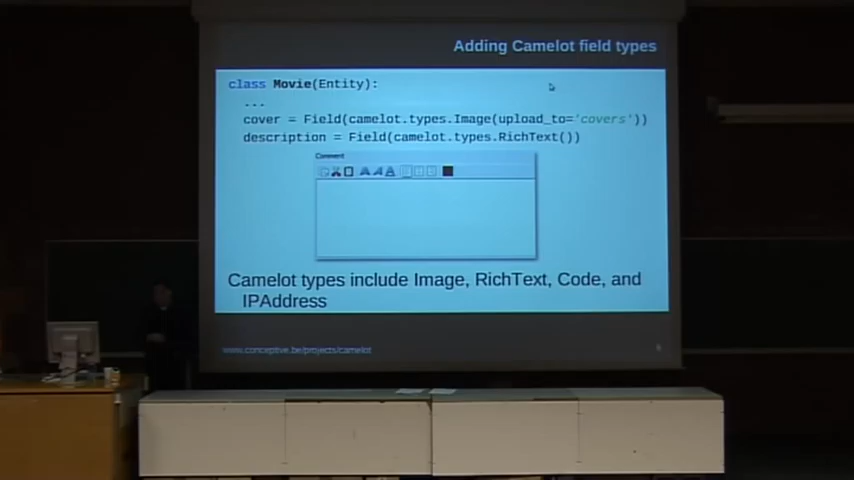 Adding Camelot field types
class Movie(Entity):
...
cover = Field(camelot.types.Image(upload_to='covers'))
description = Field(camelot.types.RichText())
Comment
Camelot types include Image, RichText, Code, and
IPAddress
www.conceptive.be/projects/camelot